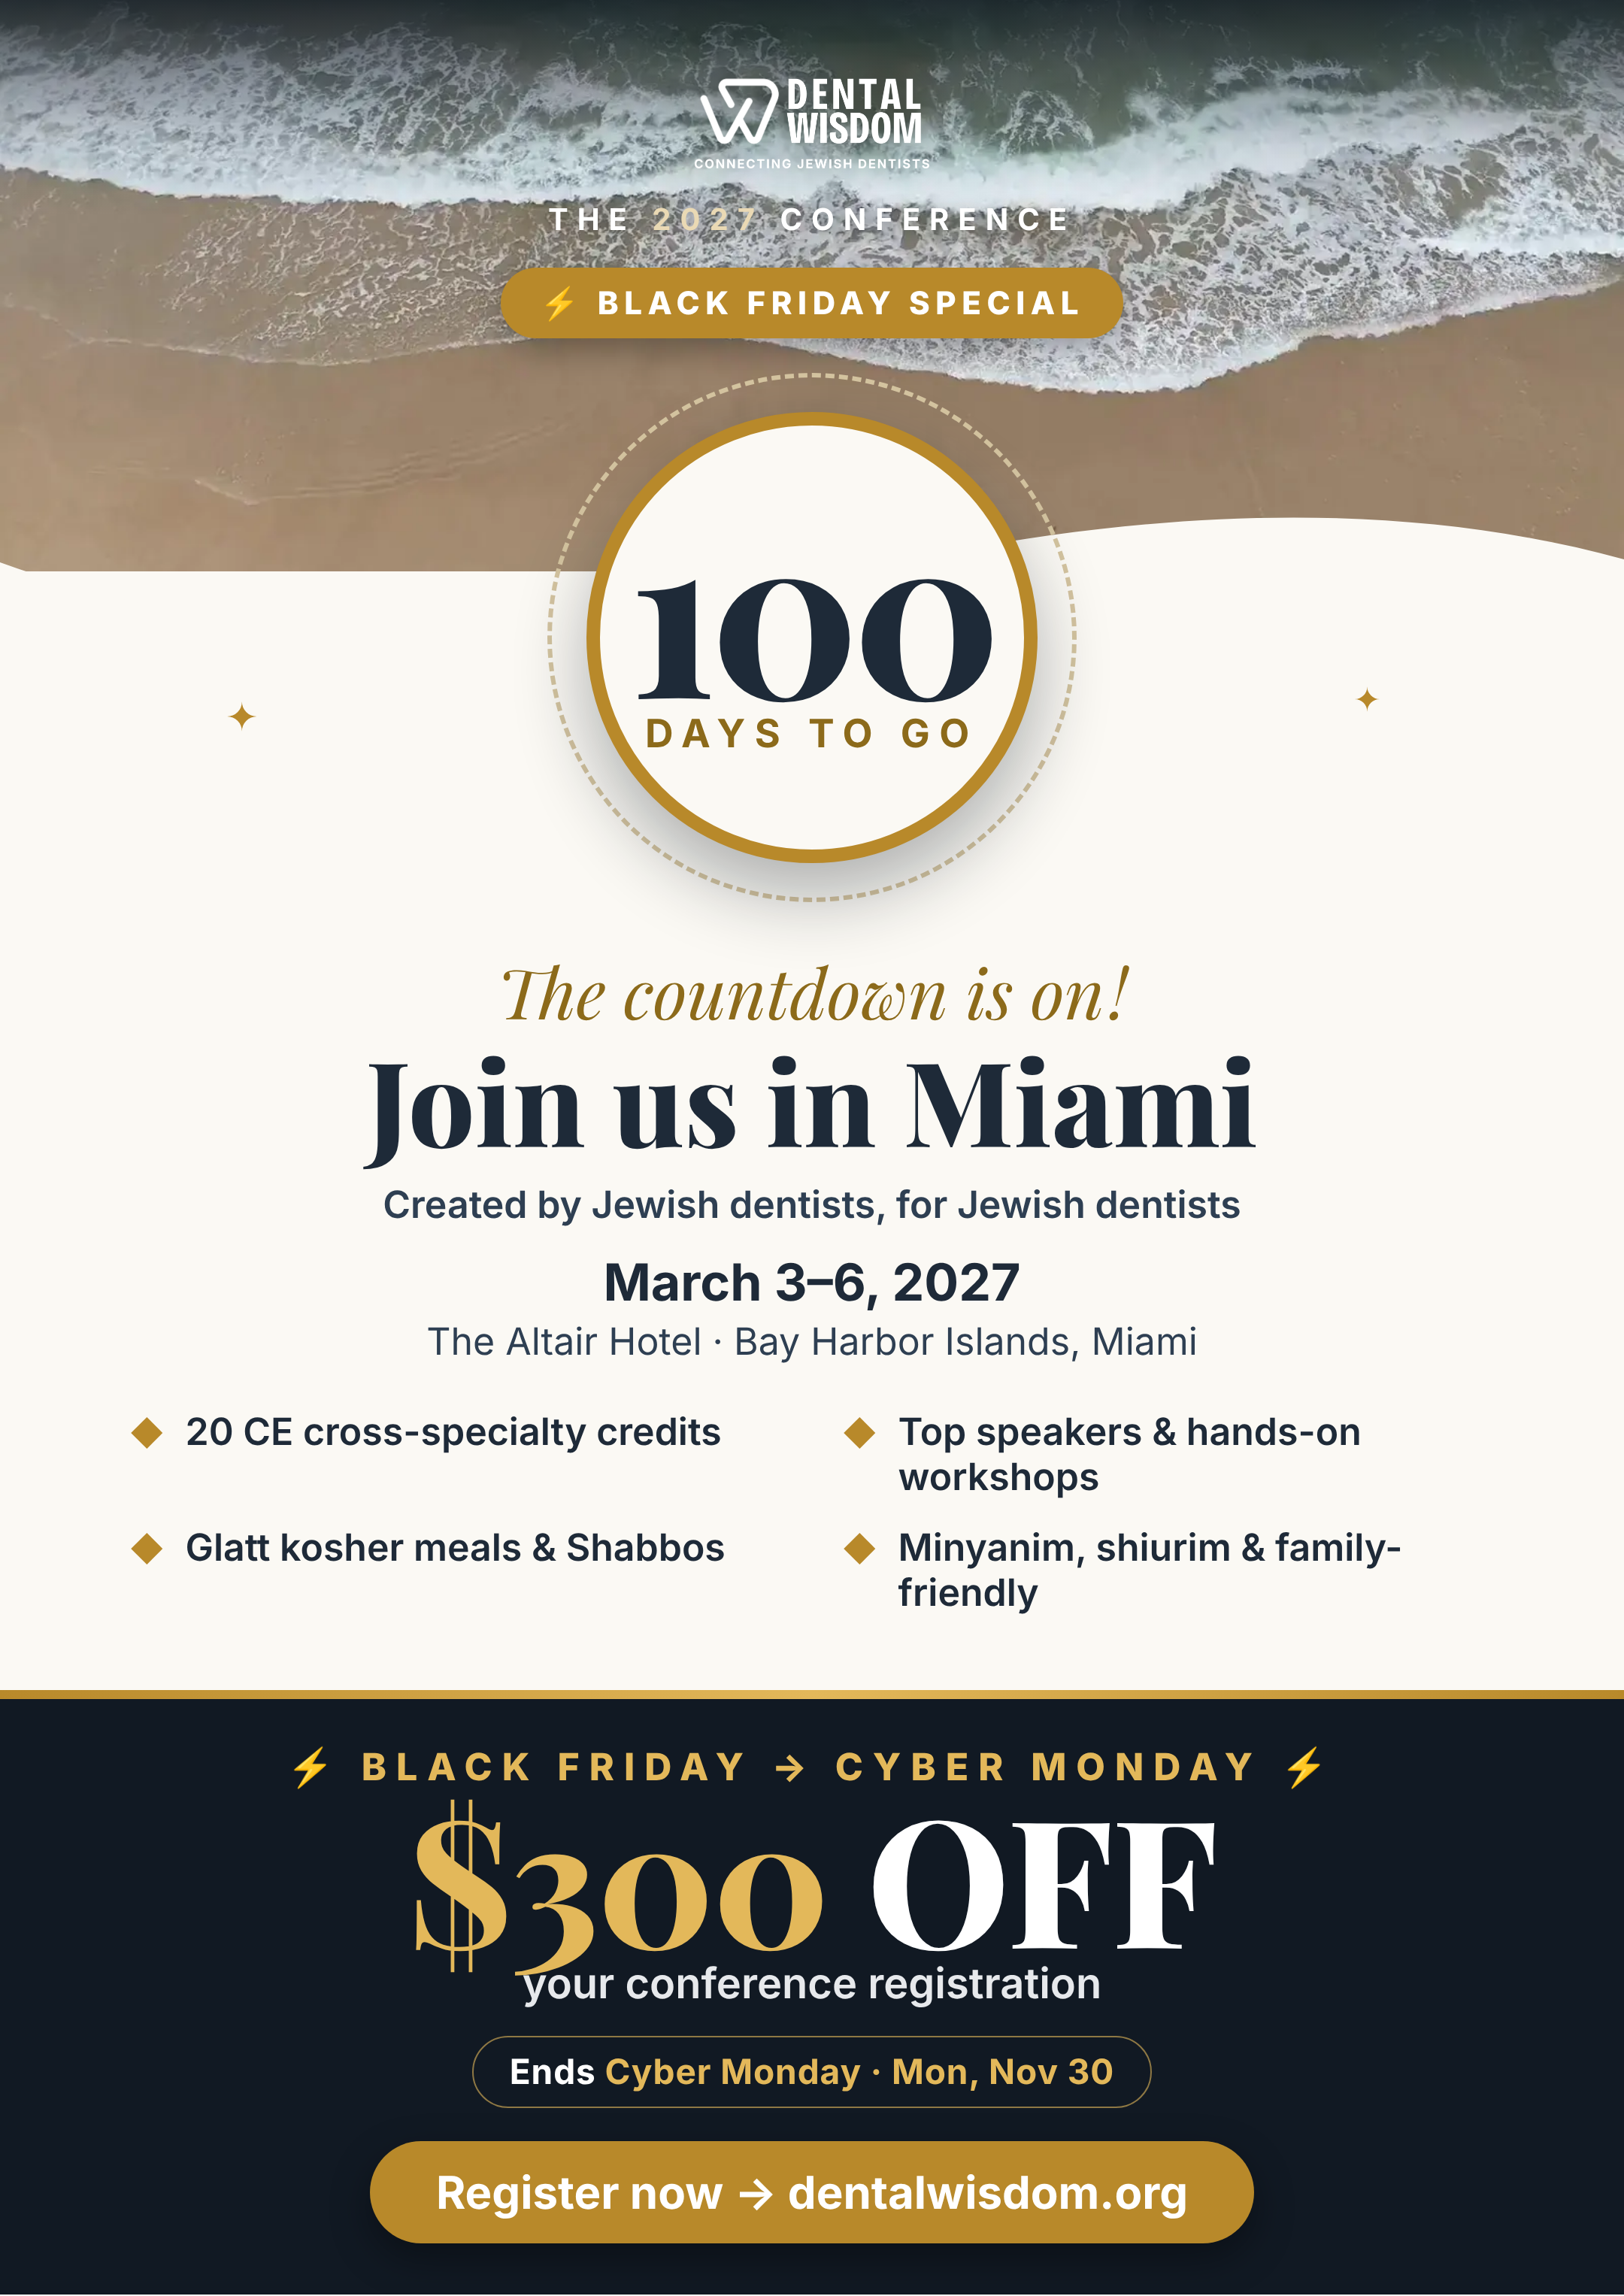 DENTAL
WISDOM
CONNECTING JEWISH DENTISTS
THE 2027 CONFERENCE
⚡ BLACK FRIDAY SPECIAL
100
DAYS TO GO
The countdown is on!
Join us in Miami
Created by Jewish dentists, for Jewish dentists
March 3–6, 2027
The Altair Hotel · Bay Harbor Islands, Miami
20 CE cross-specialty credits
Top speakers & hands-on
workshops
Glatt kosher meals & Shabbos
Minyanim, shiurim & family-
friendly
⚡ BLACK FRIDAY → CYBER MONDAY ⚡
$300 OFF
your conference registration
Ends Cyber Monday · Mon, Nov 30
Register now → dentalwisdom.org